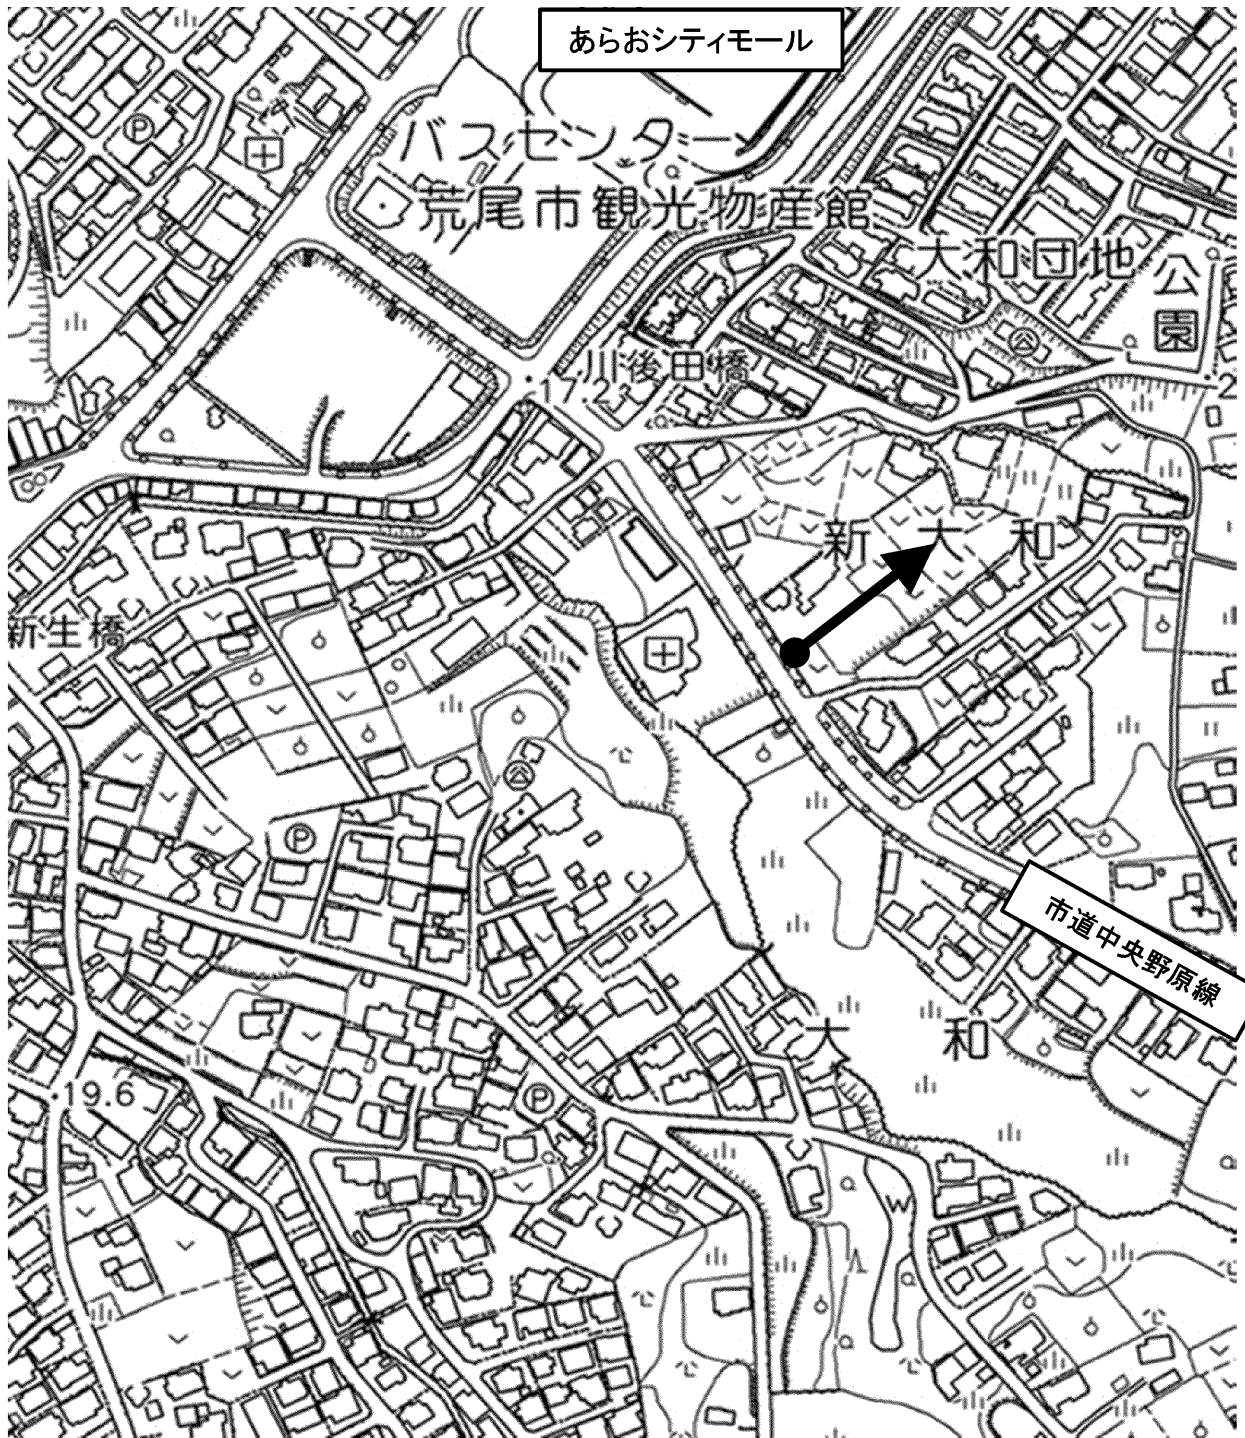 あらおシティモール
バスセンター
荒尾市観光物産館
大和団地
公園
川後田橋
17.2
新大和
新生橋
市道中央野原線
大和
19.6
P
P
P
公
公